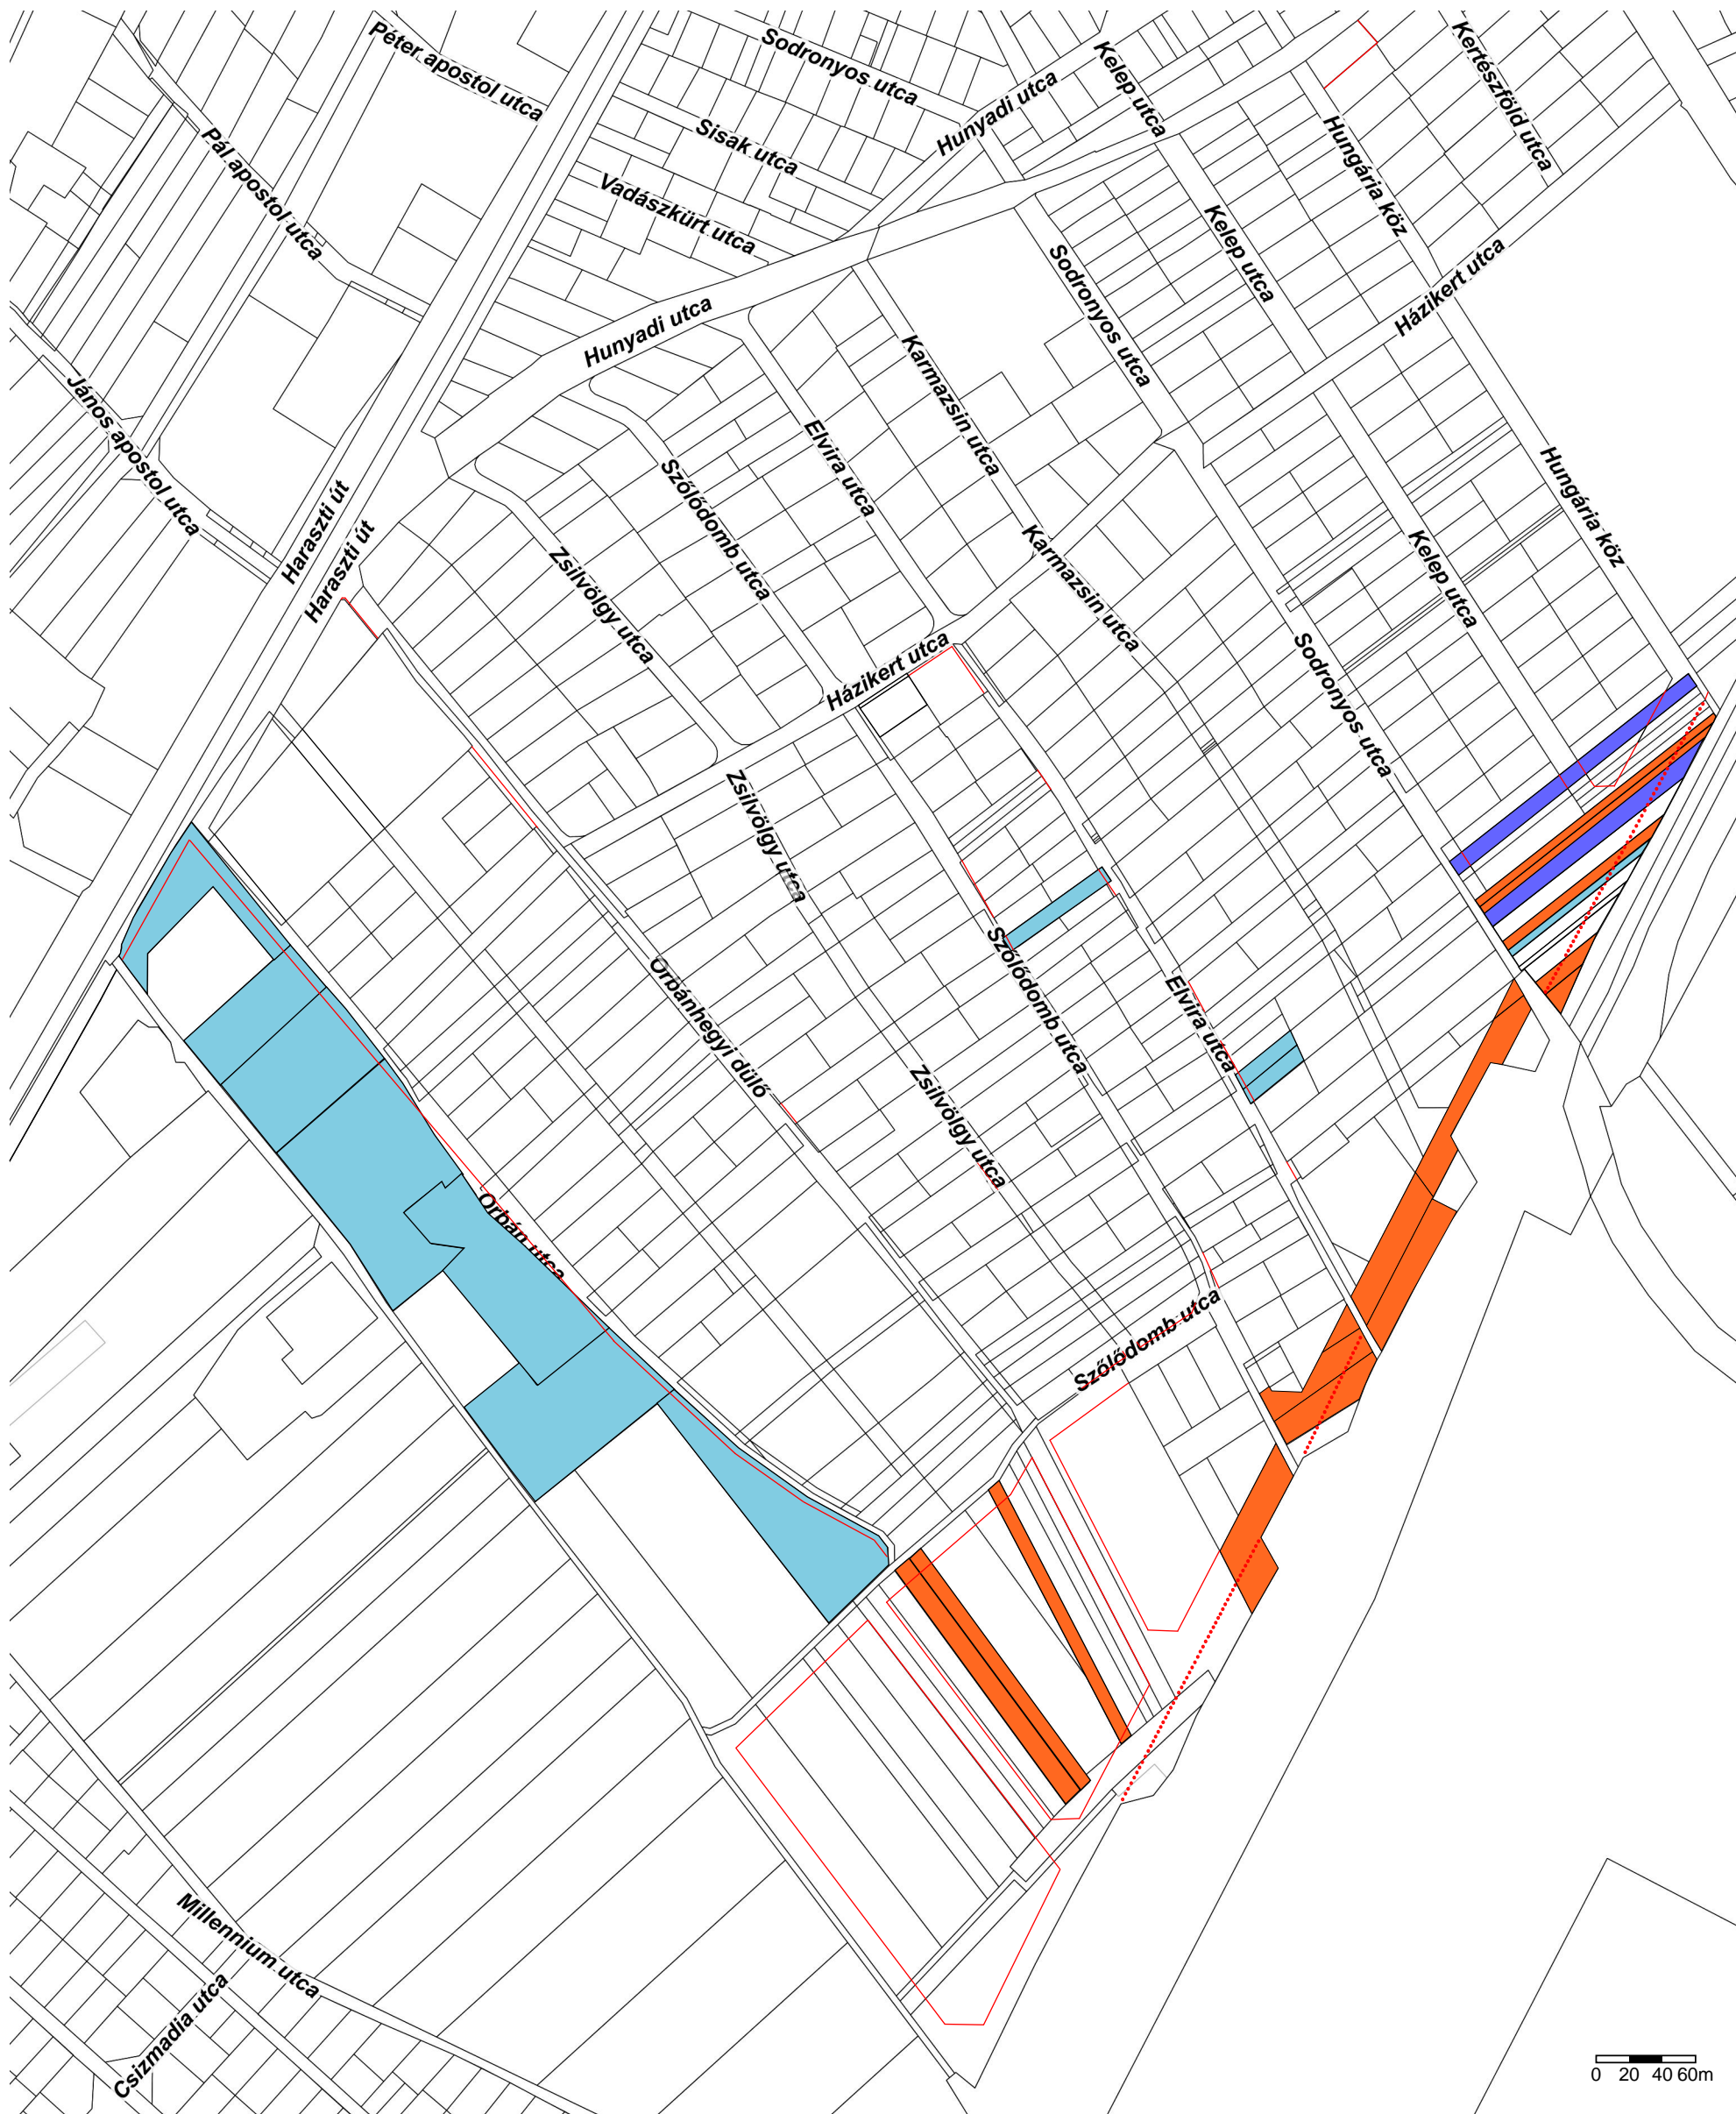 Péter apostol utca
Sodronyos utca
Kelep utca
Kertészföld utca
Hunyadi utca
Sisak utca
Hungária köz
Pál apostol utca
Vadászkürt utca
Kelep utca
Sodronyos utca
Házikert utca
Hunyadi utca
Karmazsin utca
János apostol utca
Elvira utca
Szőlődomb utca
Hungária köz
Haraszti út
Haraszti út
Zsilvölgy utca
Karmazsin utca
Kelep utca
Házikert utca
Sodronyos utca
Zsilvölgy utca
Szőlődomb utca
Orbánhegyi dűlő
Elvira utca
Zsilvölgy utca
Orbán utca
Szőlődomb utca
Millennium utca
Csizmadia utca
0 20 40 60m